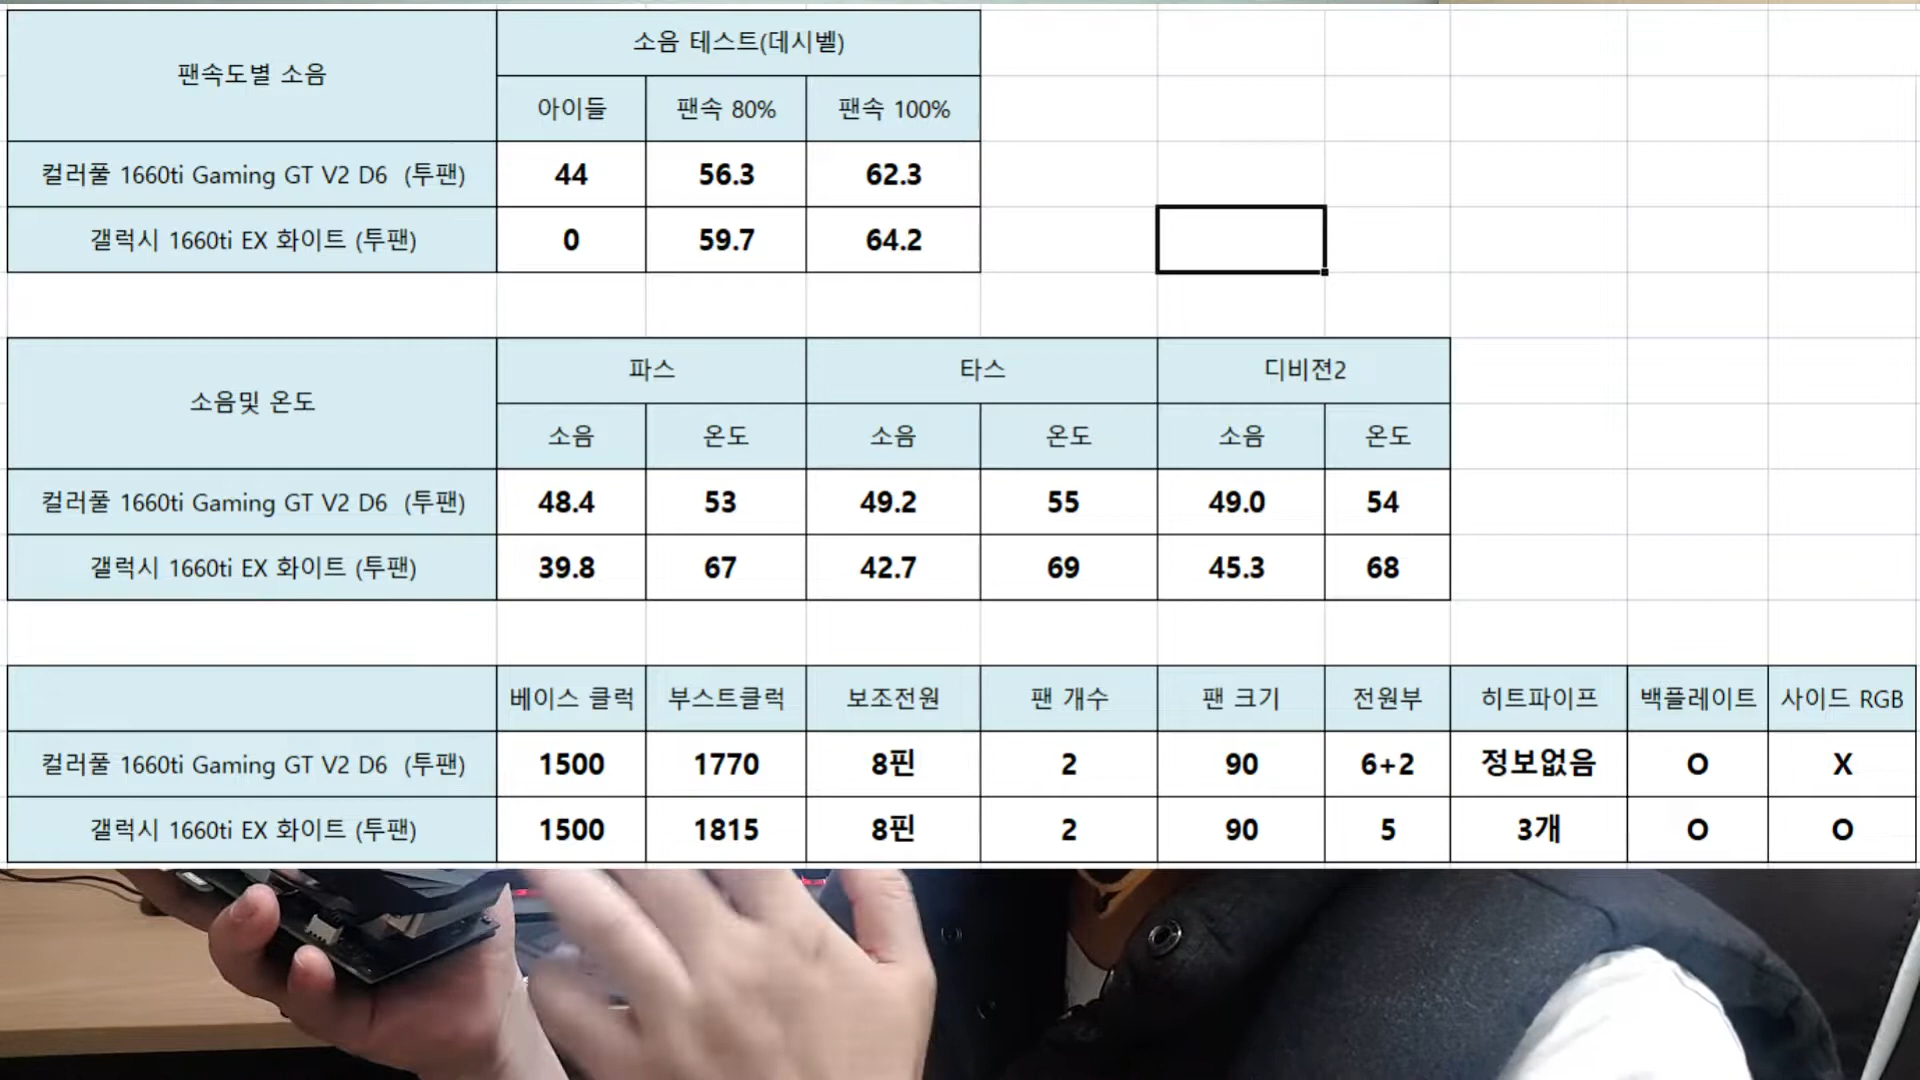 팬속도별 소음
소음 테스트(데시벨)
아이들 팬속 80% 팬속 100%
컬러풀 1660ti Gaming GT V2 D6 (투팬) 44 56.3 62.3
갤럭시 1660ti EX 화이트 (투팬) 0 59.7 64.2
소음및 온도
파스 타스 디비젼2
소음 온도 소음 온도 소음 온도
컬러풀 1660ti Gaming GT V2 D6 (투팬) 48.4 53 49.2 55 49.0 54
갤럭시 1660ti EX 화이트 (투팬) 39.8 67 42.7 69 45.3 68
베이스 클럭 부스트클럭 보조전원 팬 개수 팬 크기 전원부 히트파이프 백플레이트 사이드 RGB
컬러풀 1660ti Gaming GT V2 D6 (투팬) 1500 1770 8핀 2 90 6+2 정보없음 O X
갤럭시 1660ti EX 화이트 (투팬) 1500 1815 8핀 2 90 5 3개 O O